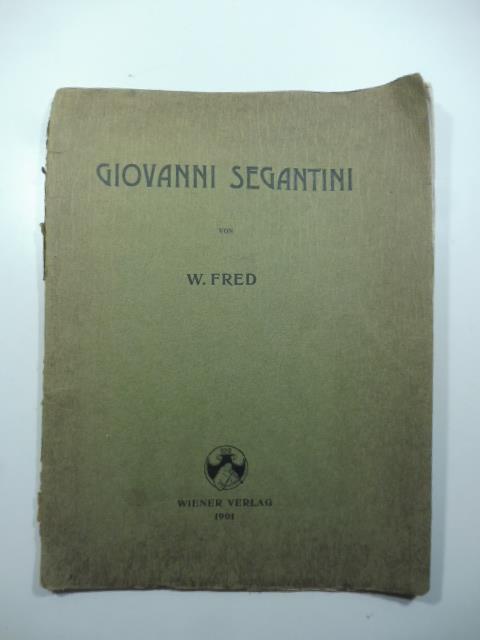 GIOVANNI SEGANTINI
VON
W. FRED
WIENER VERLAG
1901